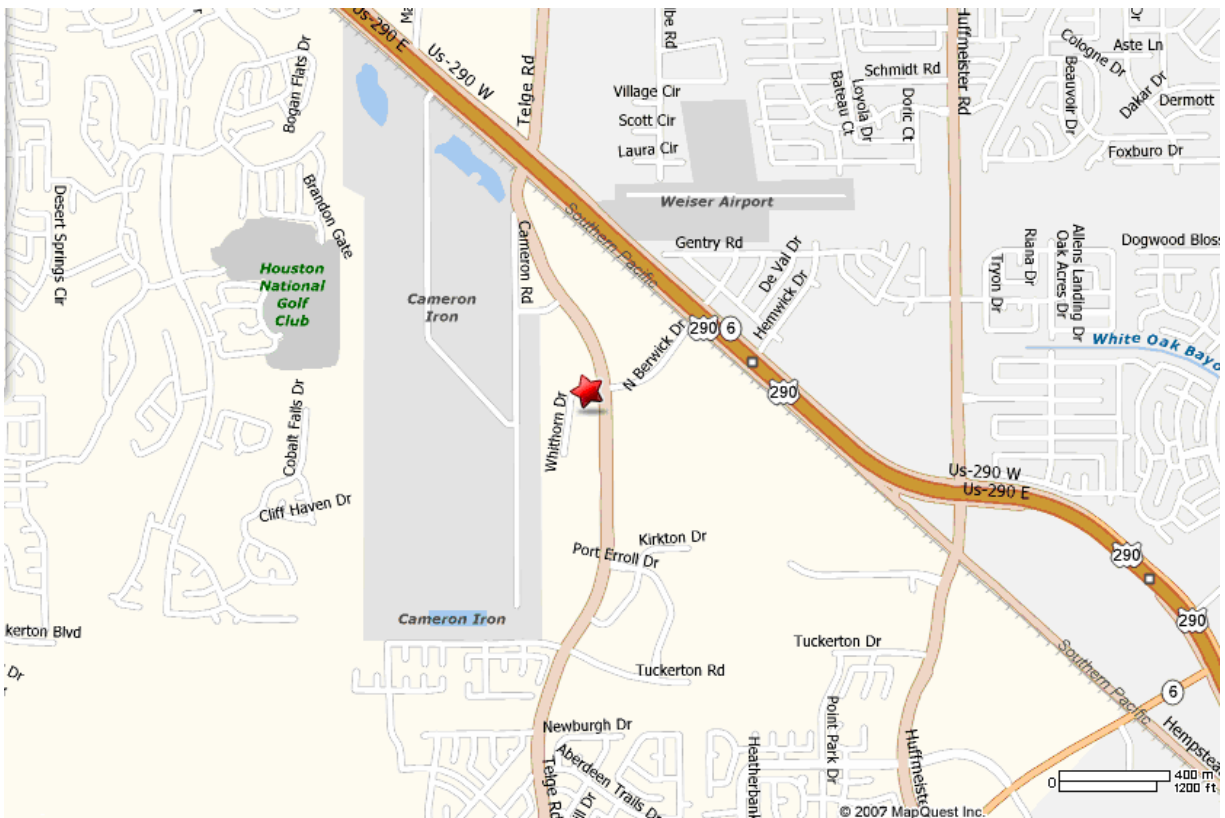 US-290 E
Us-290 W
Telge Rd
Bogan Flats Dr
Village Cir
Scott Cir
Laura Cir
Schmidt Rd
Bateau Ct
Loyola Dr
Doric Ct
Huffmeister Rd
Cologne Dr
Aste Ln
Beauvoir Dr
Dakar Dr
Dermott
Foxburo Dr
Desert Springs Cir
Brandon Gate
Weiser Airport
Southern Pacific
Gentry Rd
De Val Dr
Hemwick Dr
Riana Dr
Tryon Dr
Allens Landing Dr
Oak Acres Dr
Dogwood Bloss
Houston
National
Golf
Club
Cameron
Iron
Cameron Rd
N Berwick Dr
290
6
290
White Oak Bayo
Cobalt Falls Dr
Whithorn Dr
Cliff Haven Dr
Us-290 W
Us-290 E
290
Kirkton Dr
Port Erroll Dr
Cameron Iron
290
kerton Blvd
Dr
Tuckerton Dr
Tuckerton Rd
Southern Pacific
6
Newburgh Dr
Point Park Dr
Huffmeiste
Hempstea
Telge Rd
Aberdeen Trails Dr
ill Dr
Heatherbank
0
400 m
1200 ft
© 2007 MapQuest Inc.